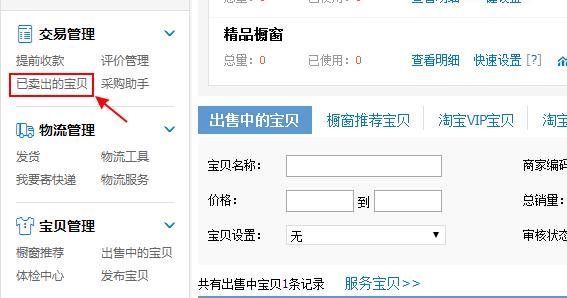 交易管理
提前收款 评价管理
已卖出的宝贝 采购助手
物流管理
发货 物流工具
我要寄快递 物流服务
宝贝管理
橱窗推荐 出售中的宝贝
体检中心 发布宝贝
精品橱窗
总量：0 已使用：0 查看明细 快速设置 [?]
出售中的宝贝 橱窗推荐宝贝 淘宝VIP宝贝 淘宝
宝贝名称： 商家编码
价格： 到 总销量：
宝贝设置： 无 审核状态
共有出售中宝贝1条记录 服务宝贝>>